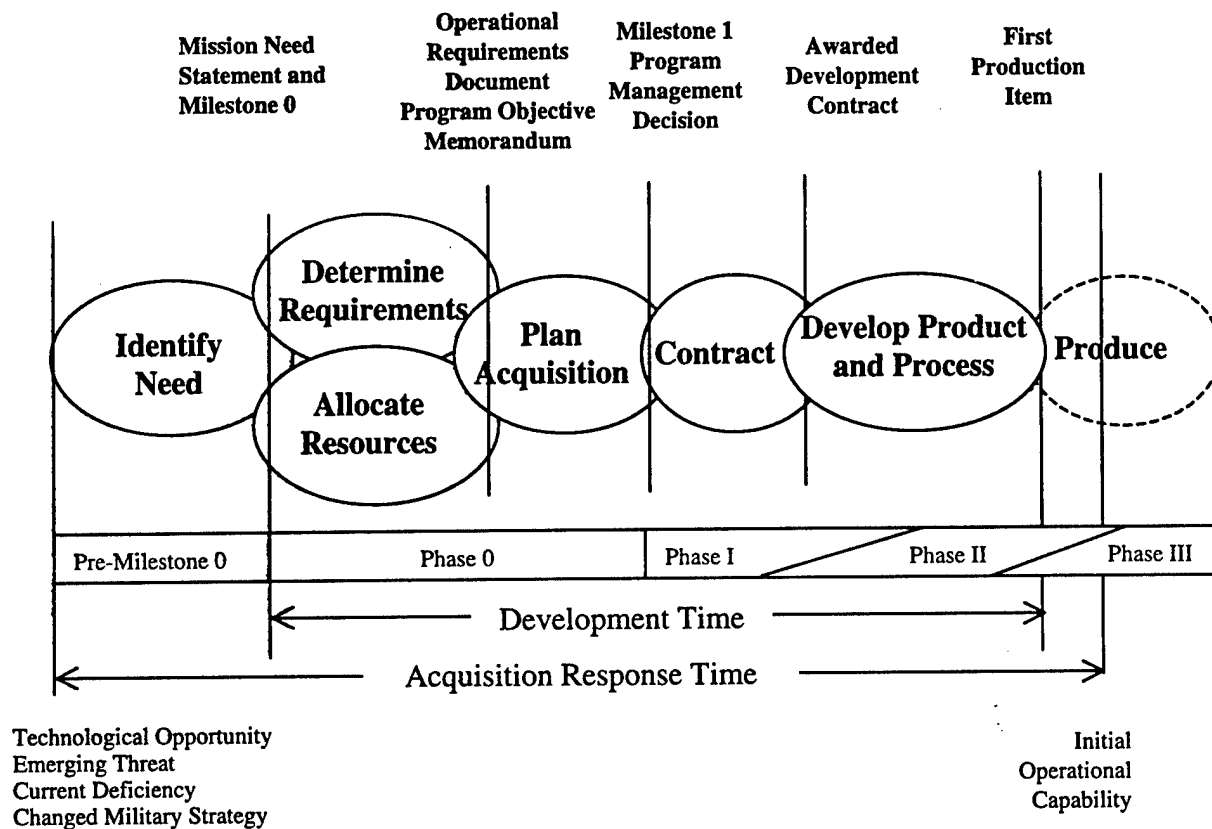 Mission Need
Statement and
Milestone 0
Operational
Requirements
Document
Program Objective
Memorandum
Milestone 1
Program
Management
Decision
Awarded
Development
Contract
First
Production
Item
Identify
Need
Determine
Requirements
Allocate
Resources
Plan
Acquisition
Contract
Develop Product
and Process
Produce
Pre-Milestone 0
Phase 0
Phase I
Phase II
Phase III
Development Time
Acquisition Response Time
Technological Opportunity
Emerging Threat
Current Deficiency
Changed Military Strategy
Initial
Operational
Capability